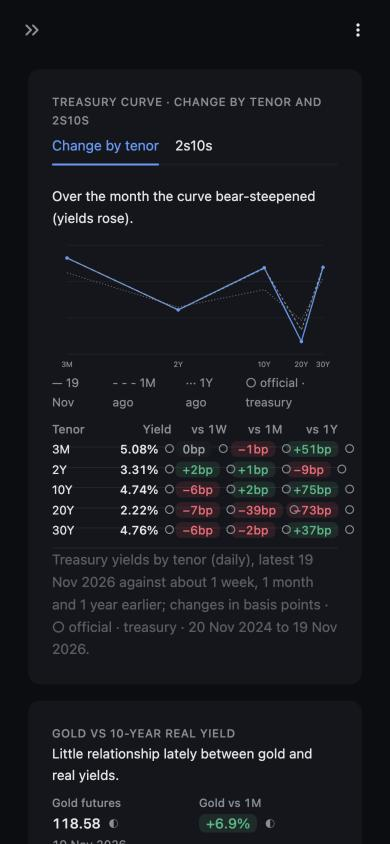 TREASURY CURVE · CHANGE BY TENOR AND
2S10S
Change by tenor 2s10s
Over the month the curve bear-steepened
(yields rose).
3M 2Y 10Y 20Y 30Y
— 19 Nov
- - - 1M ago
··· 1Y ago
○ official · treasury
Tenor Yield vs 1W vs 1M vs 1Y
3M 5.08% ○ 0bp ○ −1bp ○ +51bp ○
2Y 3.31% ○ +2bp ○ +1bp ○ −9bp ○
10Y 4.74% ○ −6bp ○ +2bp ○ +75bp ○
20Y 2.22% ○ −7bp ○ −39bp ○ −73bp ○
30Y 4.76% ○ −6bp ○ −2bp ○ +37bp ○
Treasury yields by tenor (daily), latest 19
Nov 2026 against about 1 week, 1 month
and 1 year earlier; changes in basis points ·
○ official · treasury · 20 Nov 2024 to 19 Nov
2026.
GOLD VS 10-YEAR REAL YIELD
Little relationship lately between gold and
real yields.
Gold futures Gold vs 1M
118.58 +6.9%
19 Nov 2026